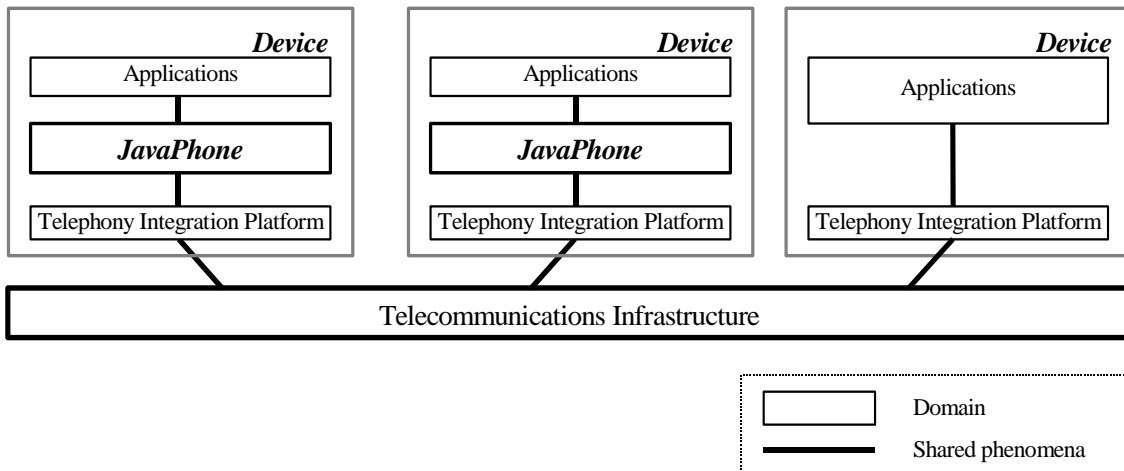 Device
Applications
JavaPhone
Telephony Integration Platform
Device
Applications
JavaPhone
Telephony Integration Platform
Device
Applications
Telephony Integration Platform
Telecommunications Infrastructure
Domain
Shared phenomena